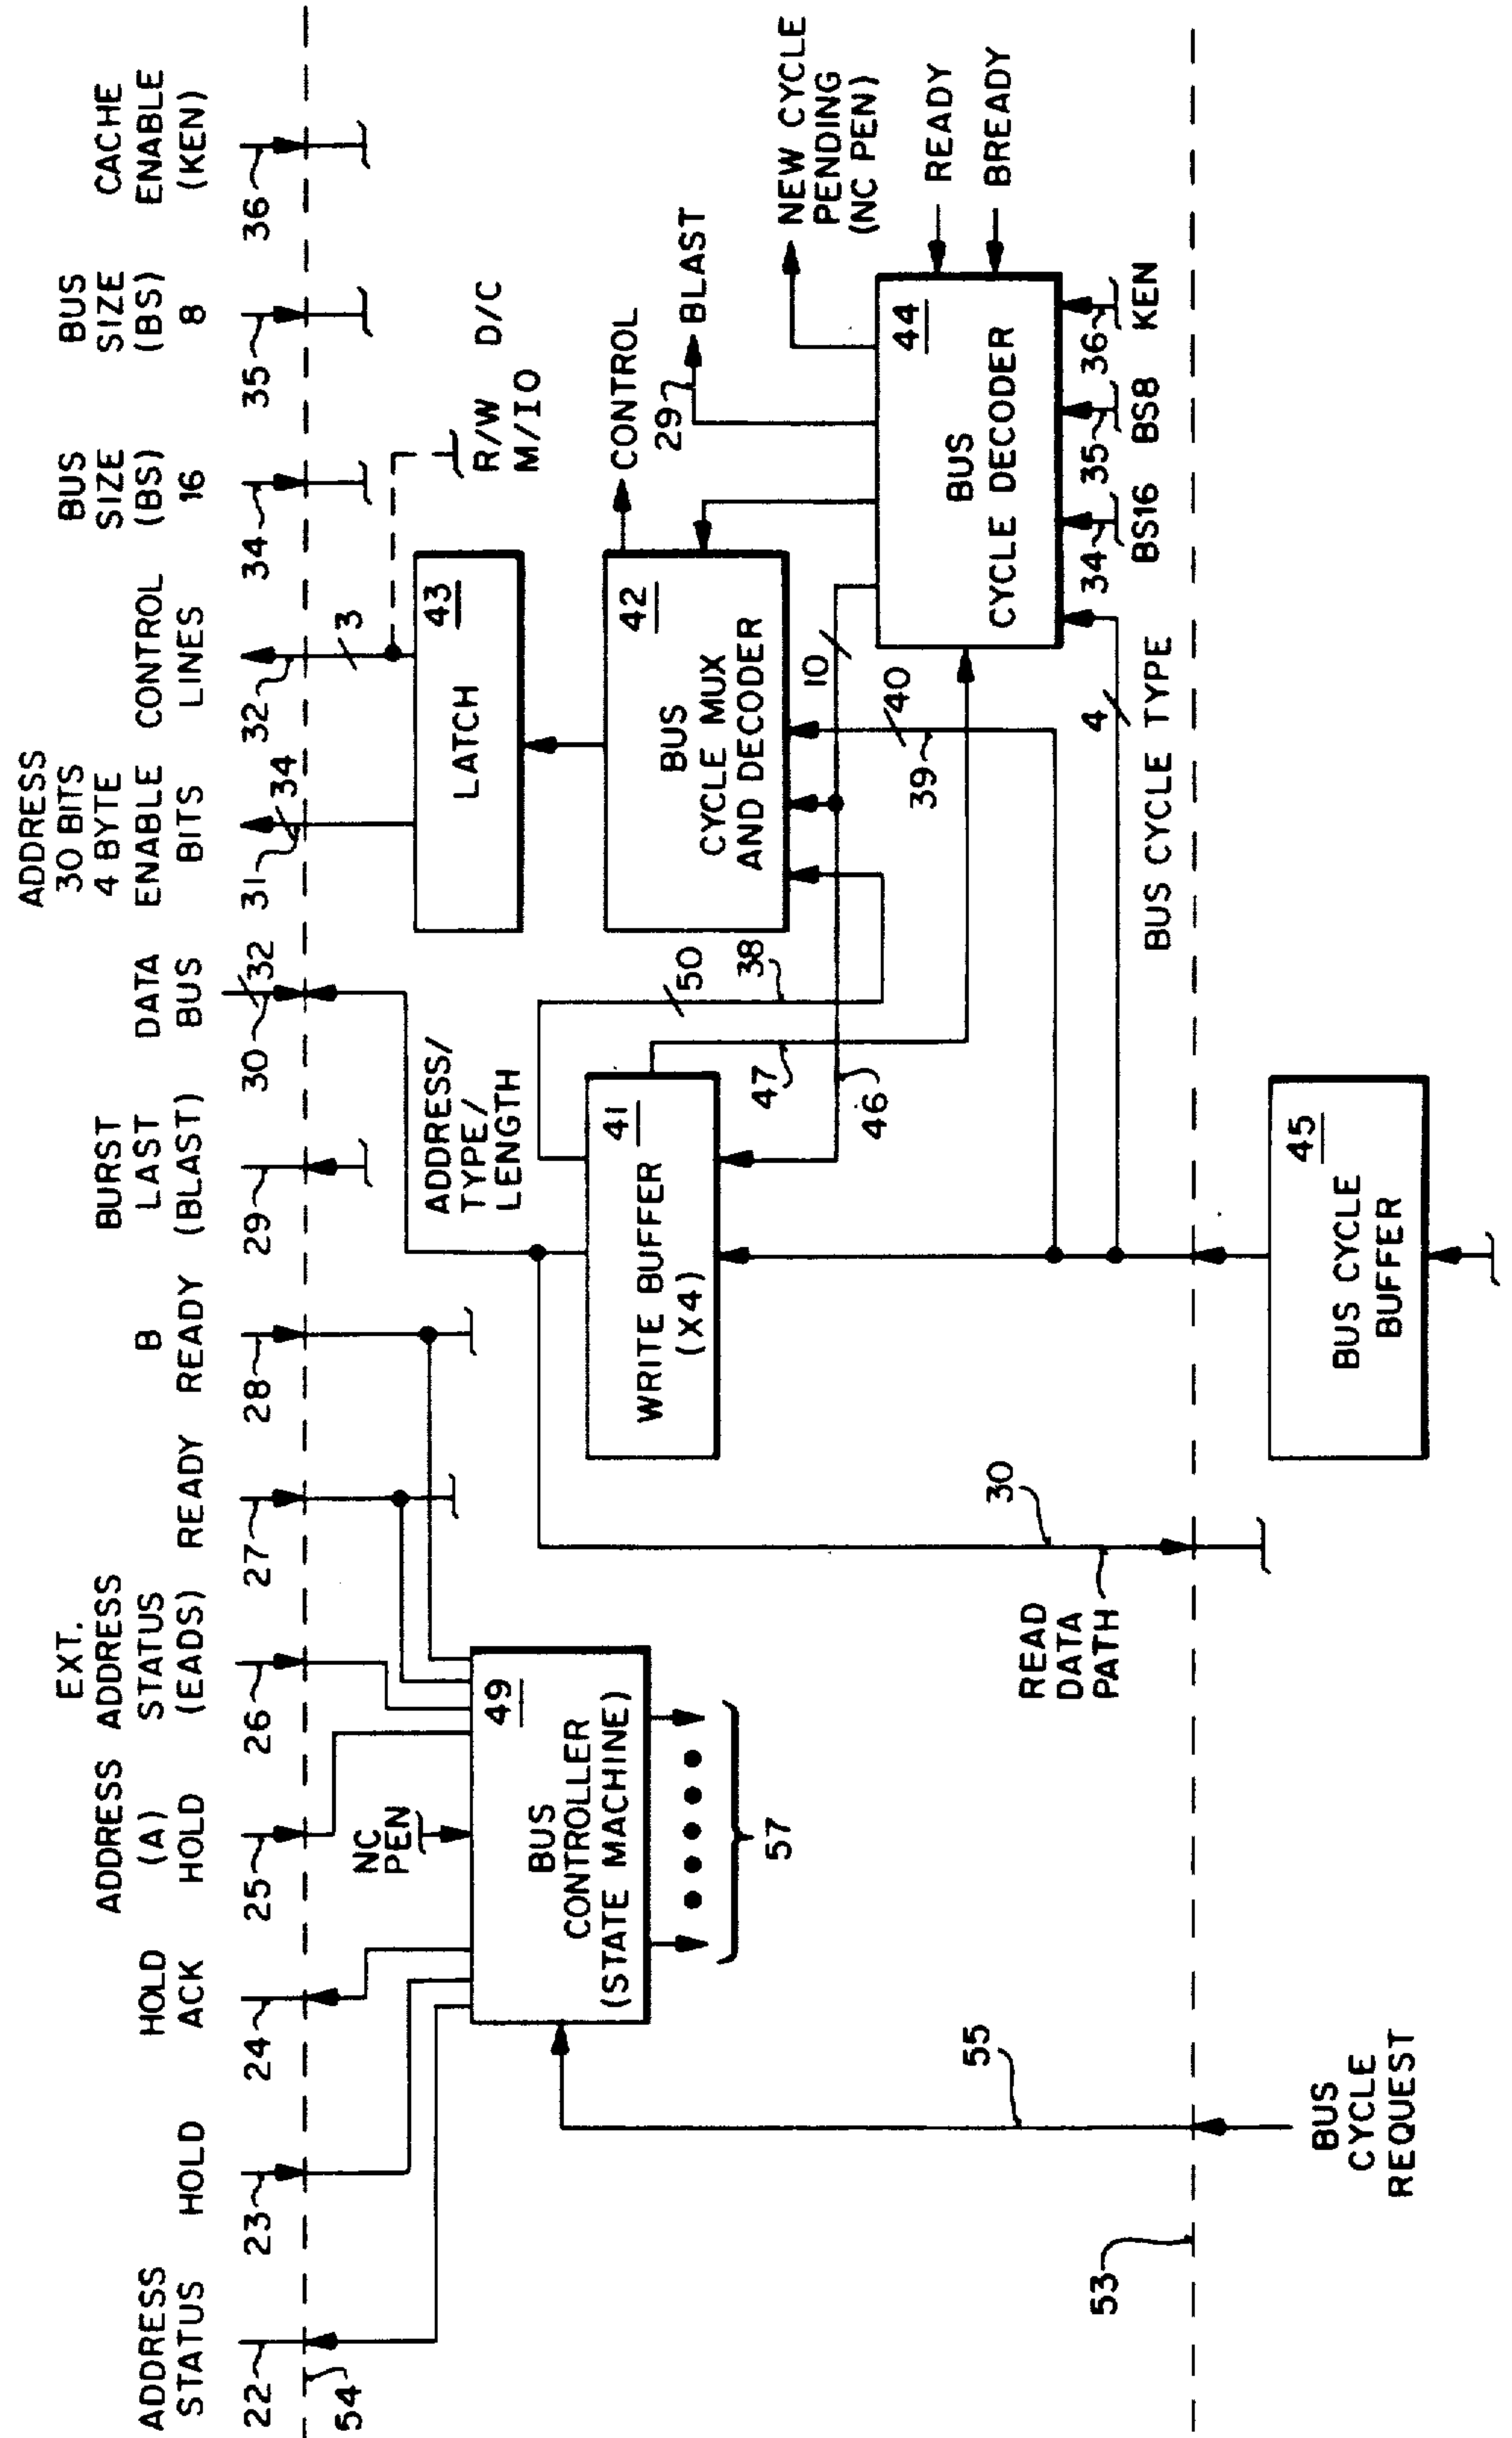 ADDRESS
STATUS
22
HOLD
23
HOLD
ACK
24
ADDRESS
(A)
HOLD
25
EXT.
ADDRESS
STATUS
(EADS)
26
READY
27
B
READY
28
BURST
LAST
(BLAST)
29
DATA
BUS
30
32
ADDRESS
30 BITS
4 BYTE
ENABLE
BITS
31
34
CONTROL
LINES
32
3
BUS
SIZE
(BS)
16
34
BUS
SIZE
(BS)
8
35
CACHE
ENABLE
(KEN)
36
54
NC
PEN
49
BUS
CONTROLLER
(STATE MACHINE)
57
55
53
BUS
CYCLE
REQUEST
ADDRESS/
TYPE/
LENGTH
41
WRITE BUFFER
(X4)
30
READ
DATA
PATH
45
BUS CYCLE
BUFFER
43
LATCH
R/W D/C
M/IO
42
BUS
CYCLE MUX
AND DECODER
CONTROL
29
BLAST
NEW CYCLE
PENDING
(NC PEN)
50
38
47
46
10
40
39
4
BUS CYCLE TYPE
44
BUS
CYCLE DECODER
READY
BREADY
34
BS16
35
BS8
36
KEN